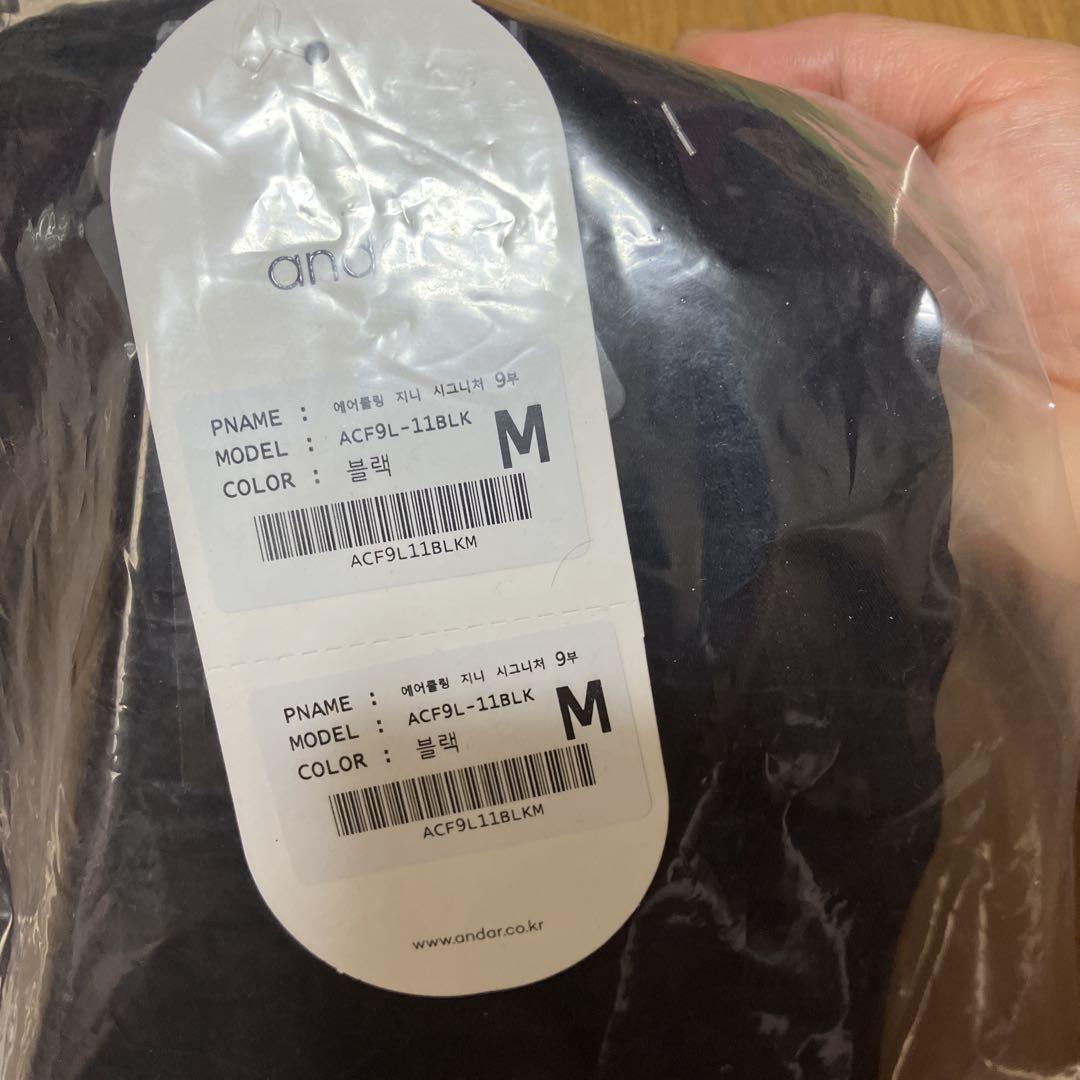 and
PNAME : 에어쿨링 지니 시그니처 9부
MODEL : ACF9L-11BLK
COLOR : 블랙
M
ACF9L11BLKM
PNAME : 에어쿨링 지니 시그니처 9부
MODEL : ACF9L-11BLK
COLOR : 블랙
M
ACF9L11BLKM
www.andar.co.kr